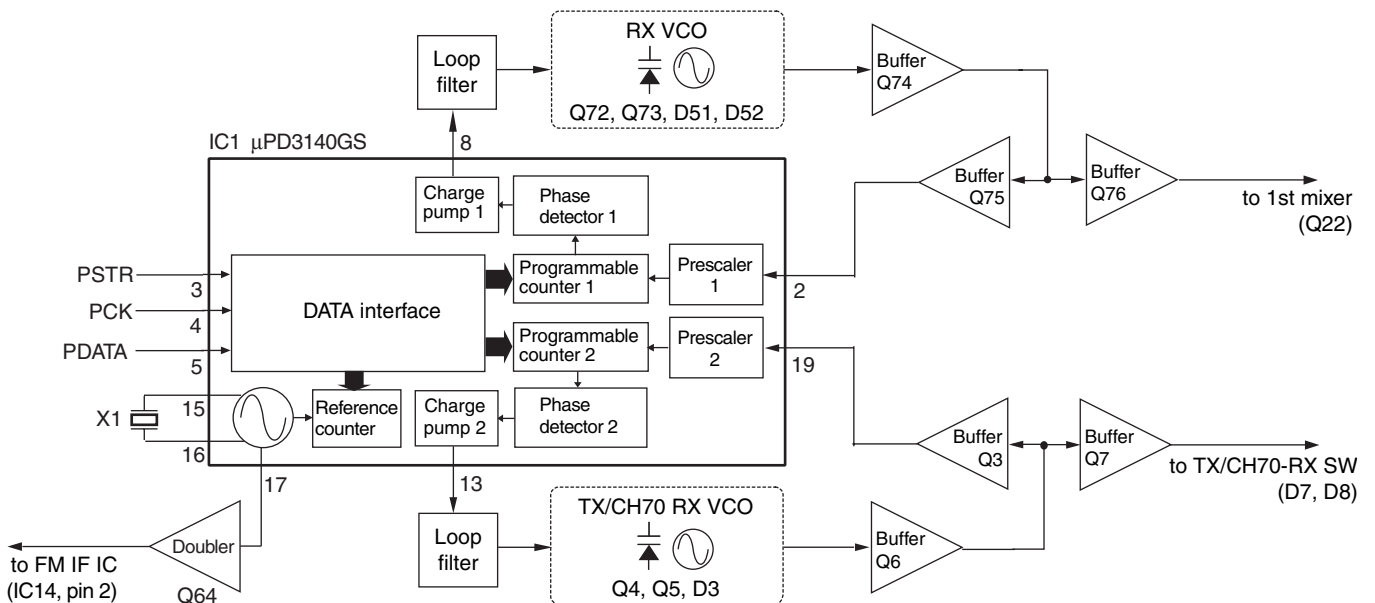 RX VCO
Q72, Q73, D51, D52
Loop
filter
Buffer
Q74
IC1 μPD3140GS
8
Charge
pump 1
Phase
detector 1
Buffer
Q75
Buffer
Q76
to 1st mixer
(Q22)
PSTR
3
PCK
4
PDATA
5
DATA interface
Programmable
counter 1
Prescaler
1
2
Programmable
counter 2
Prescaler
2
19
X1
15
16
Reference
counter
Charge
pump 2
Phase
detector 2
17
13
Buffer
Q3
Buffer
Q7
to TX/CH70-RX SW
(D7, D8)
Doubler
Q64
to FM IF IC
(IC14, pin 2)
Loop
filter
TX/CH70 RX VCO
Q4, Q5, D3
Buffer
Q6